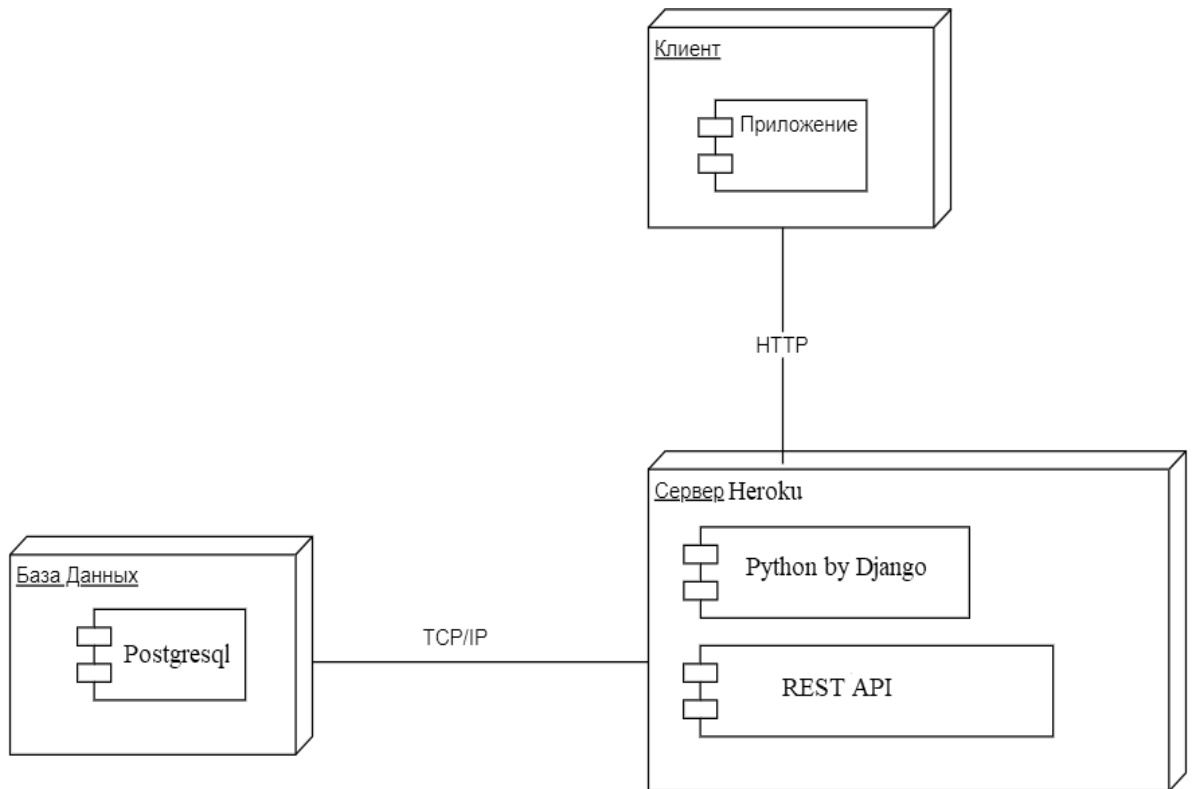 Клиент
Приложение
HTTP
Сервер Heroku
Python by Django
База Данных
Postgresql
TCP/IP
REST API